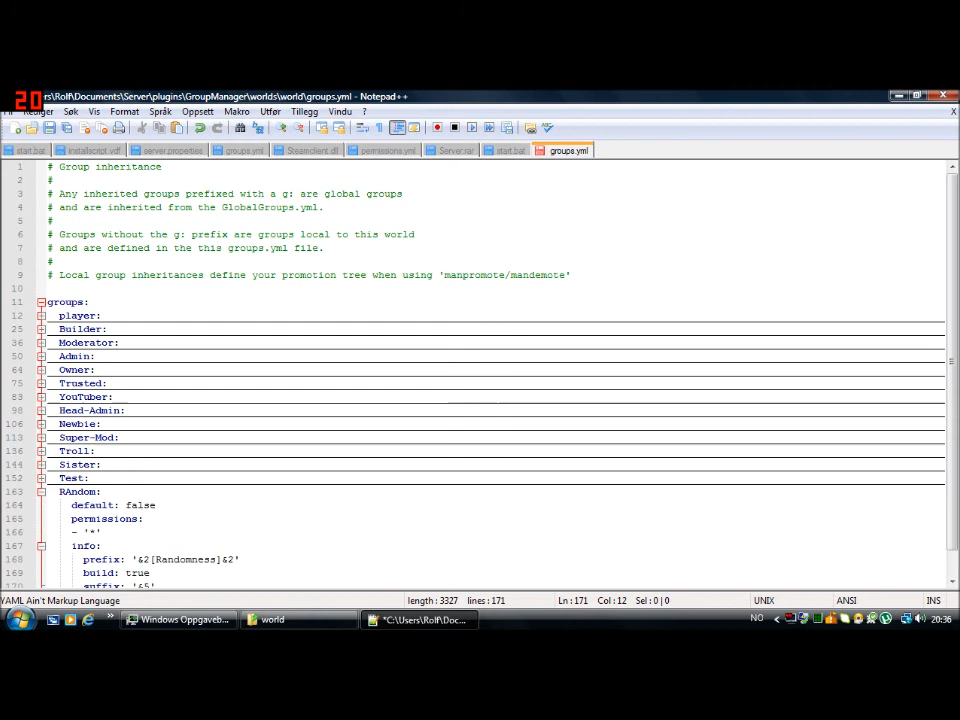 20
rs\Rolf\Documents\Server\plugins\GroupManager\worlds\world\groups.yml - Notepad++
Rediger Søk Vis Format Språk Oppsett Makro Utfør Tillegg Vindu ? X
start.bat installscript.vdf server.properties groups.yml Steamclient.dll permissions.yml Server.rar start.bat groups.yml
1 # Group inheritance
2 #
3 # Any inherited groups prefixed with a g: are global groups
4 # and are inherited from the GlobalGroups.yml.
5 #
6 # Groups without the g: prefix are groups local to this world
7 # and are defined in the this groups.yml file.
8 #
9 # Local group inheritances define your promotion tree when using 'manpromote/mandemote'
10
11 groups:
12 player:
25 Builder:
36 Moderator:
50 Admin:
64 Owner:
75 Trusted:
83 YouTuber:
98 Head-Admin:
106 Newbie:
113 Super-Mod:
136 Troll:
144 Sister:
152 Test:
163 RAndom:
164 default: false
165 permissions:
166 - '*'
167 info:
168 prefix: '&2[Randomness]&2'
169 build: true
170 suffix: '&5'
YAML Ain't Markup Language length : 3327 lines : 171 Ln : 171 Col : 12 Sel : 0 | 0 UNIX ANSI INS
Windows Oppgaveb... world *C:\Users\Rolf\Doc... NO 20:36